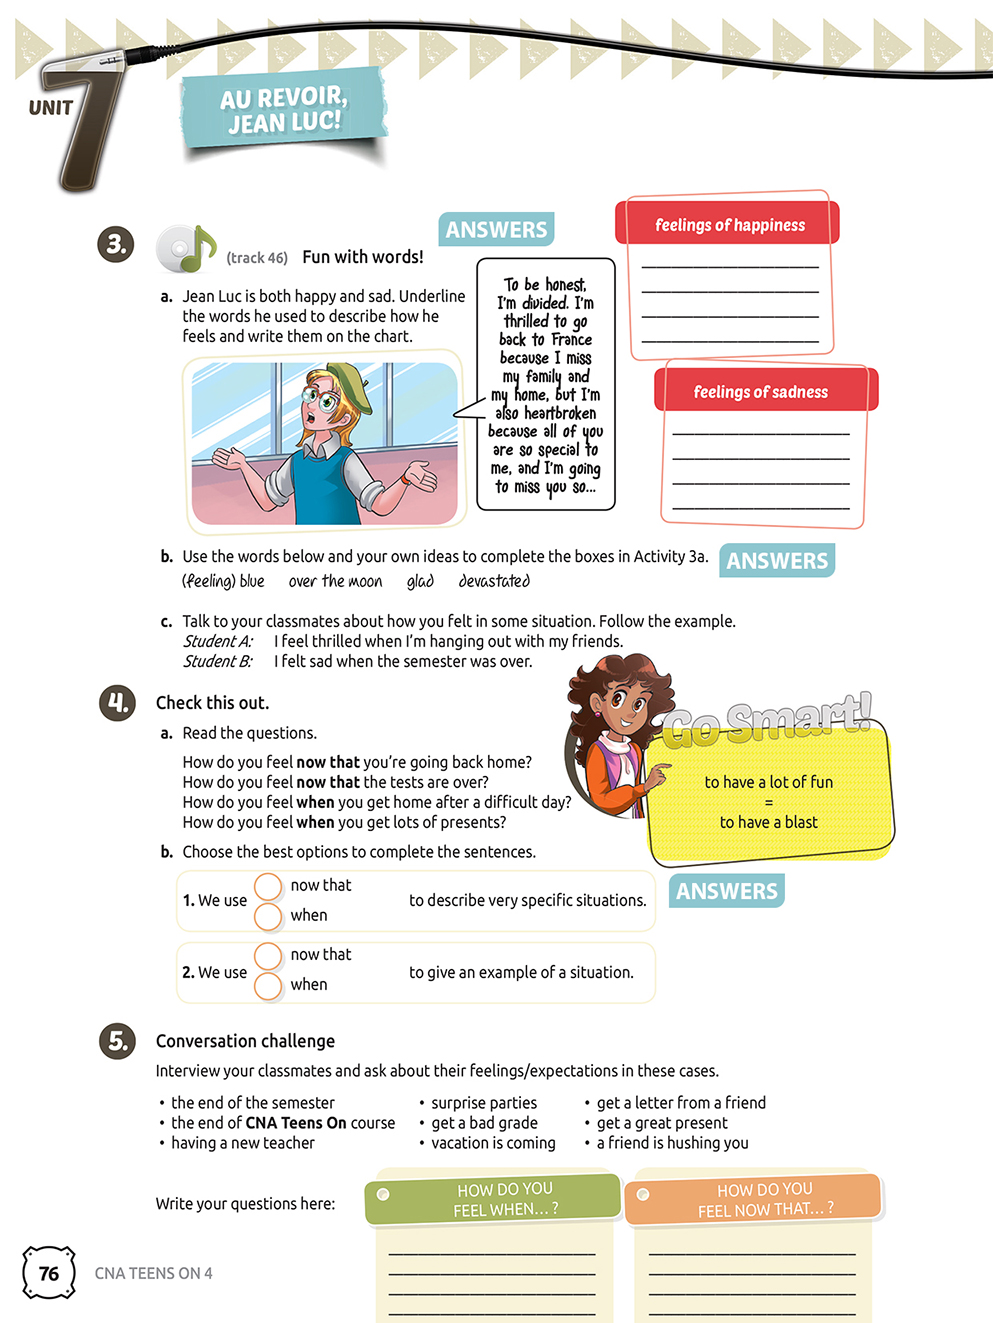 UNIT 7
AU REVOIR,
JEAN LUC!
3.
(track 46) Fun with words!
ANSWERS
a. Jean Luc is both happy and sad. Underline
the words he used to describe how he
feels and write them on the chart.
To be honest,
I'm divided. I'm
thrilled to go
back to France
because I miss
my family and
my home, but I'm
also heartbroken
because all of you
are so special to
me, and I'm going
to miss you so...
feelings of happiness
feelings of sadness
b. Use the words below and your own ideas to complete the boxes in Activity 3a.
ANSWERS
(feeling) blue over the moon glad devastated
c. Talk to your classmates about how you felt in some situation. Follow the example.
Student A: I feel thrilled when I'm hanging out with my friends.
Student B: I felt sad when the semester was over.
4. Check this out.
a. Read the questions.
How do you feel now that you're going back home?
How do you feel now that the tests are over?
How do you feel when you get home after a difficult day?
How do you feel when you get lots of presents?
Go Smart!
to have a lot of fun
=
to have a blast
b. Choose the best options to complete the sentences.
ANSWERS
1. We use
now that
when
to describe very specific situations.
2. We use
now that
when
to give an example of a situation.
5. Conversation challenge
Interview your classmates and ask about their feelings/expectations in these cases.
• the end of the semester
• the end of CNA Teens On course
• having a new teacher
• surprise parties
• get a bad grade
• vacation is coming
• get a letter from a friend
• get a great present
• a friend is hushing you
Write your questions here:
HOW DO YOU
FEEL WHEN... ?
HOW DO YOU
FEEL NOW THAT... ?
76 CNA TEENS ON 4